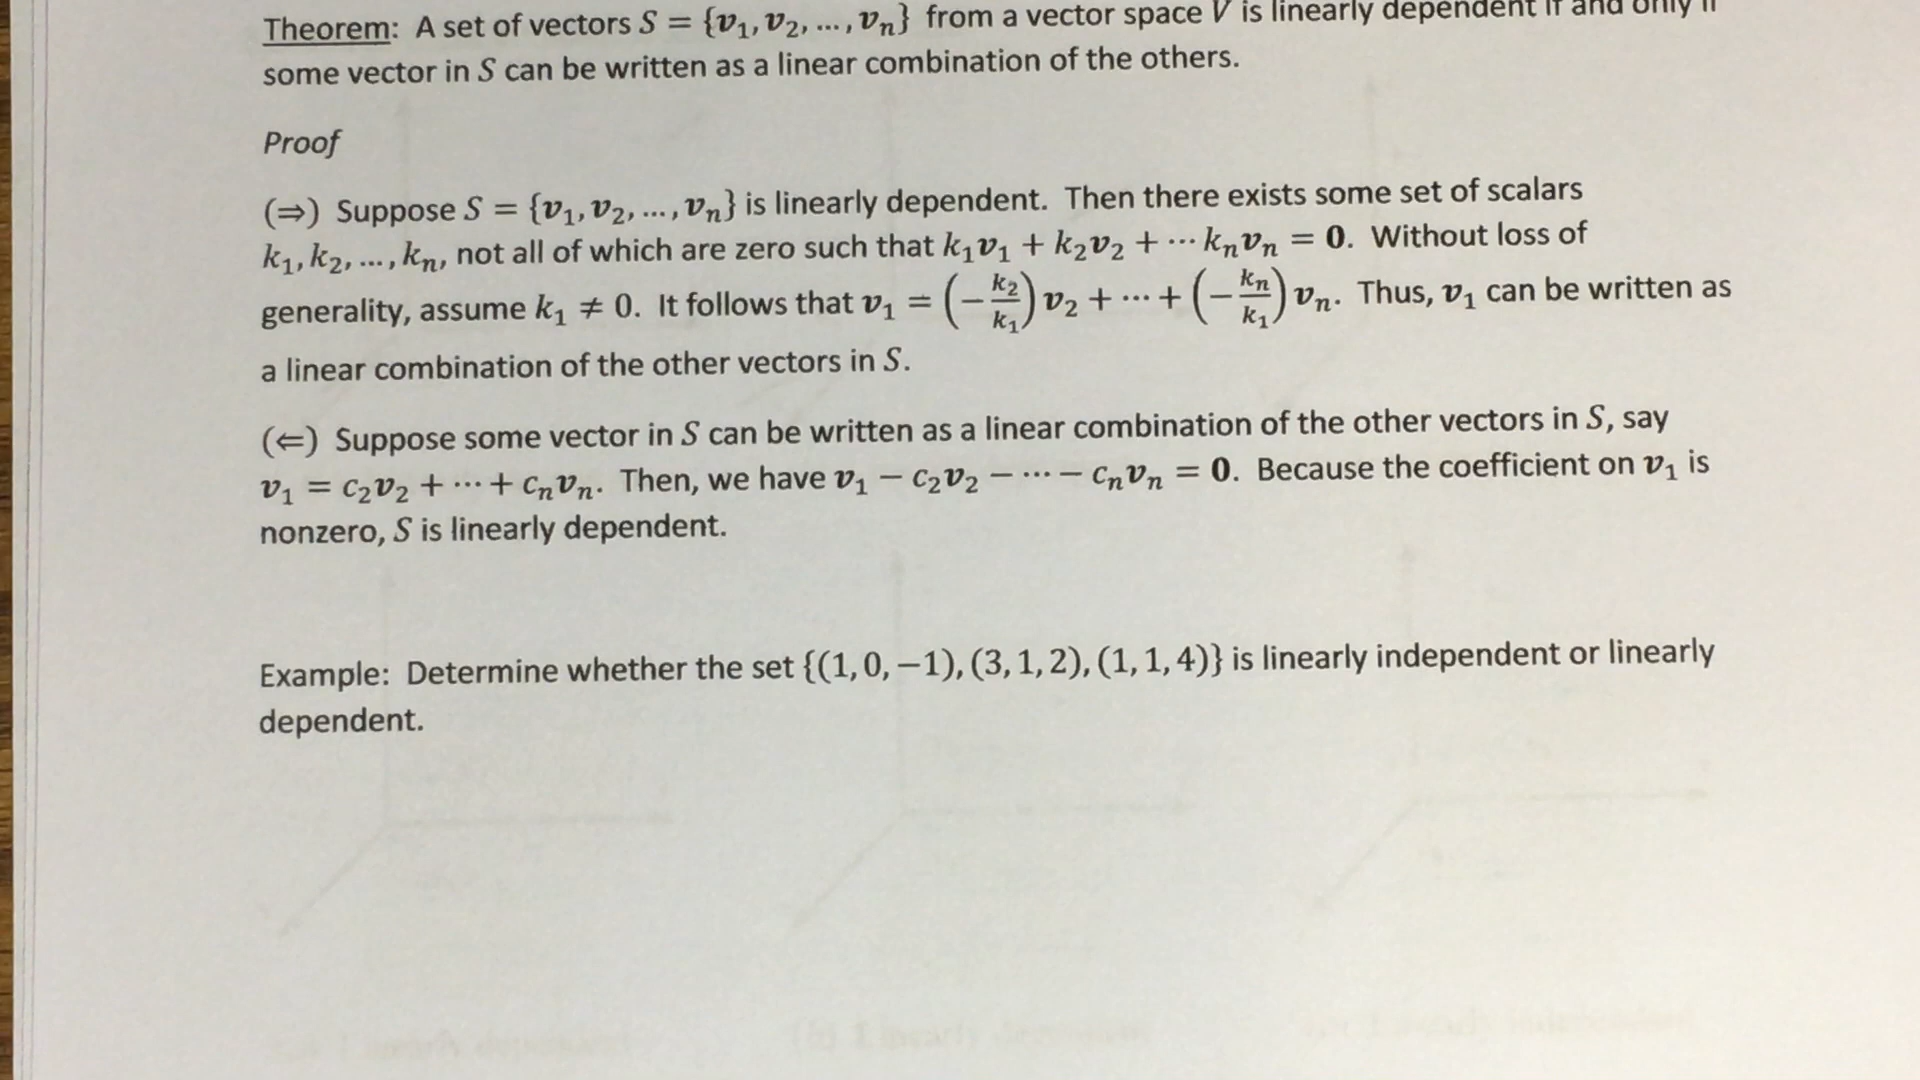 Theorem: A set of vectors S = {v₁, v₂, ..., vₙ} from a vector space V is linearly dependent if and only if
some vector in S can be written as a linear combination of the others.
Proof
(⇒) Suppose S = {v₁, v₂, ..., vₙ} is linearly dependent. Then there exists some set of scalars
k₁, k₂, ..., kₙ, not all of which are zero such that k₁v₁ + k₂v₂ + ⋯ kₙvₙ = 0. Without loss of
generality, assume k₁ ≠ 0. It follows that v₁ = (−k₂/k₁) v₂ + ⋯ + (−kₙ/k₁) vₙ. Thus, v₁ can be written as
a linear combination of the other vectors in S.
(⇐) Suppose some vector in S can be written as a linear combination of the other vectors in S, say
v₁ = c₂v₂ + ⋯ + cₙvₙ. Then, we have v₁ − c₂v₂ − ⋯ − cₙvₙ = 0. Because the coefficient on v₁ is
nonzero, S is linearly dependent.
Example: Determine whether the set {(1, 0, −1), (3, 1, 2), (1, 1, 4)} is linearly independent or linearly
dependent.